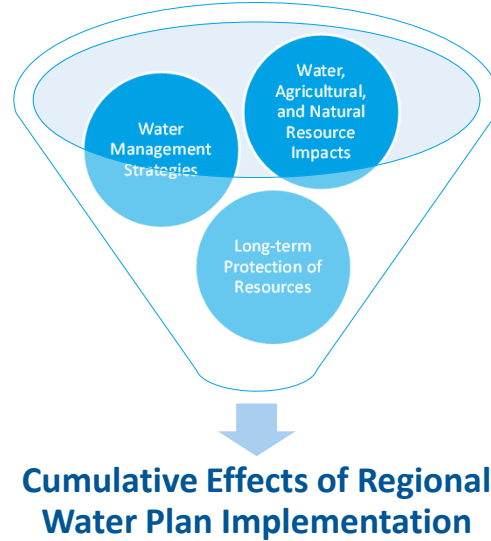 Water,
Agricultural,
and Natural
Resource
Impacts
Water
Management
Strategies
Long-term
Protection of
Resources
Cumulative Effects of Regional
Water Plan Implementation